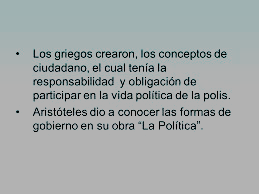 • Los griegos crearon, los conceptos de
ciudadano, el cual tenía la
responsabilidad y obligación de
participar en la vida política de la polis.
• Aristóteles dio a conocer las formas de
gobierno en su obra “La Política”.